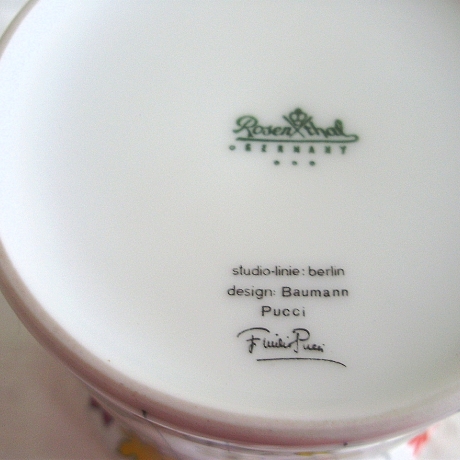 Rosenthal
GERMANY
studio-linie: berlin
design: Baumann
Pucci
Emilio Pucci